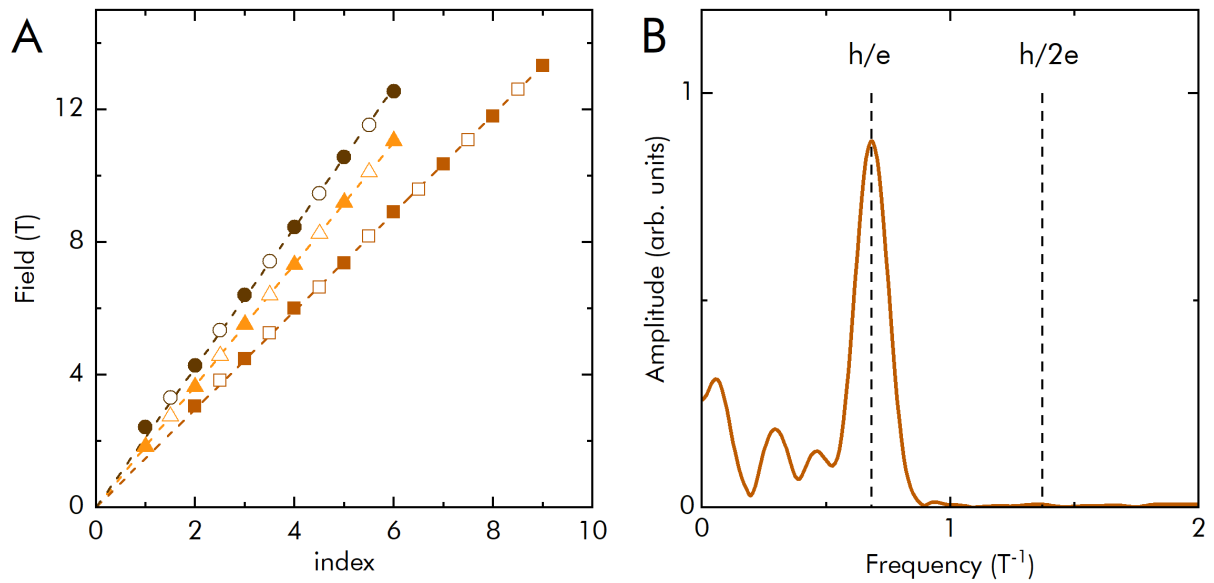 A
12
8
4
0
0 2 4 6 8 10
Field (T)
index
B
h/e h/2e
1
0
0 1 2
Amplitude (arb. units)
Frequency (T⁻¹)